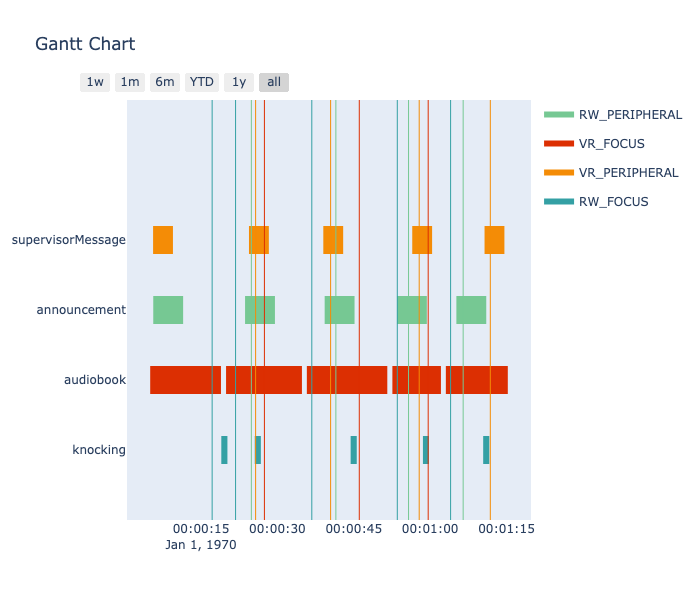 Gantt Chart
1w 1m 6m YTD 1y all
RW_PERIPHERAL
VR_FOCUS
VR_PERIPHERAL
RW_FOCUS
supervisorMessage
announcement
audiobook
knocking
00:00:15 00:00:30 00:00:45 00:01:00 00:01:15
Jan 1, 1970